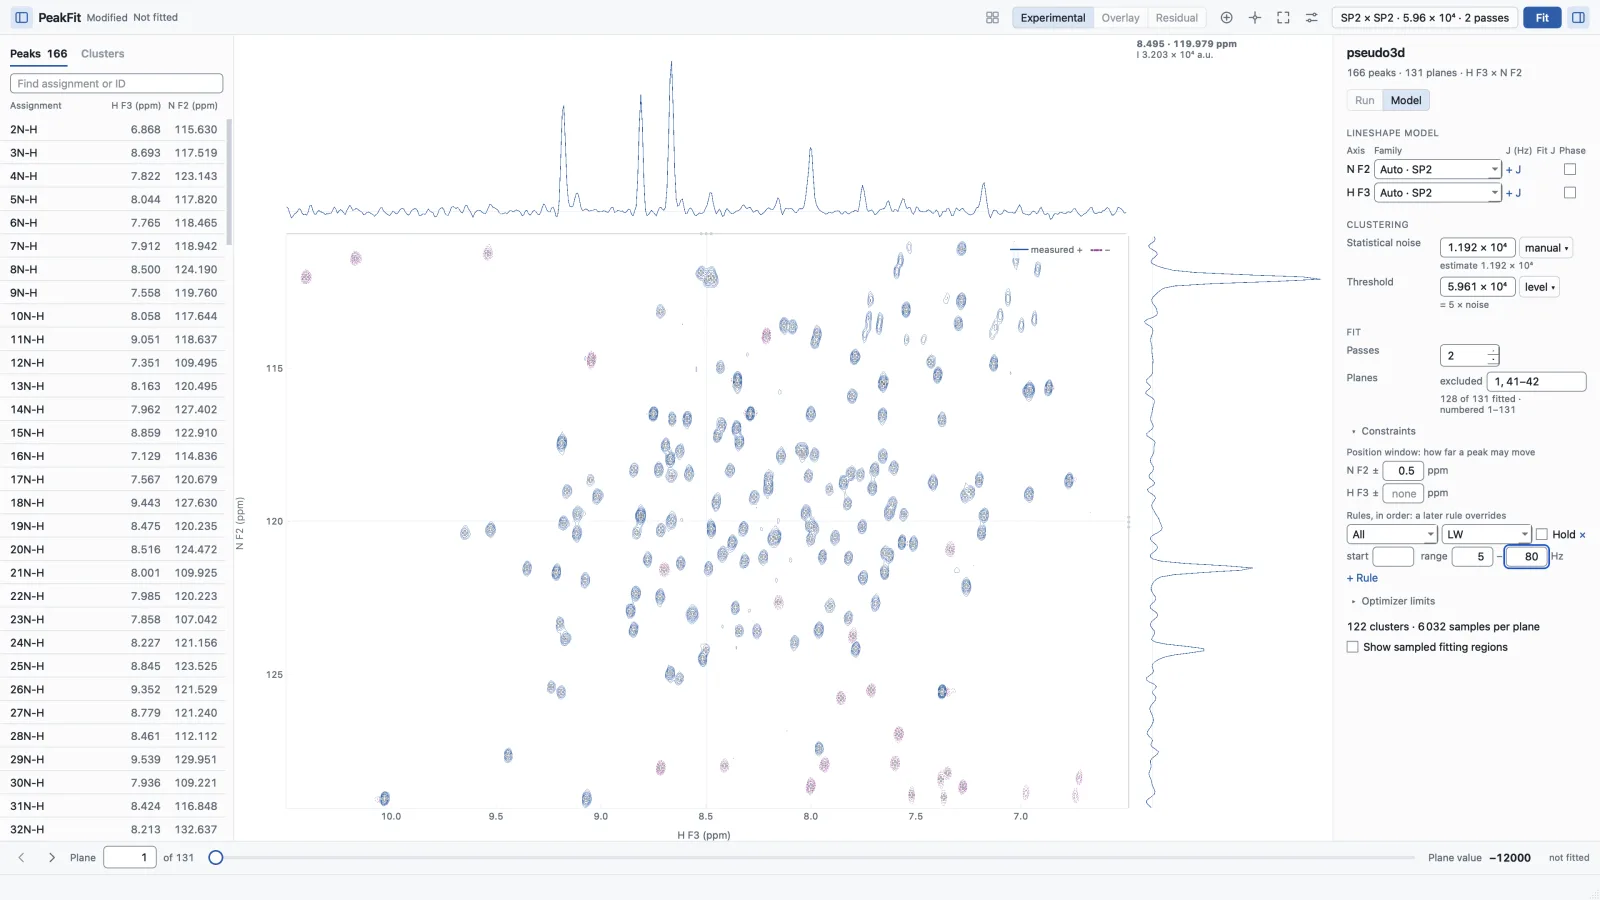 PeakFit Modified Not fitted
Experimental Overlay Residual
SP2 × SP2 · 5.96 × 10⁴ · 2 passes
Fit
Peaks 166 Clusters
Find assignment or ID
Assignment H F3 (ppm) N F2 (ppm)
2N-H 6.868 115.630
3N-H 8.693 117.519
4N-H 7.822 123.143
5N-H 8.044 117.820
6N-H 7.765 118.465
7N-H 7.912 118.942
8N-H 8.500 124.190
9N-H 7.558 119.760
10N-H 8.058 117.644
11N-H 9.051 118.637
12N-H 7.351 109.495
13N-H 8.163 120.495
14N-H 7.962 127.402
15N-H 8.859 122.910
16N-H 7.129 114.836
17N-H 7.567 120.679
18N-H 9.443 127.630
19N-H 8.475 120.235
20N-H 8.516 124.472
21N-H 8.001 109.925
22N-H 7.985 120.223
23N-H 7.858 107.042
24N-H 8.227 121.156
25N-H 8.845 123.525
26N-H 9.352 121.529
27N-H 8.779 121.240
28N-H 8.461 112.112
29N-H 9.539 129.951
30N-H 7.936 109.221
31N-H 8.424 116.848
32N-H 8.213 132.637
8.495 · 119.979 ppm
I 3.203 × 10⁴ a.u.
measured + –
115
120
125
N F2 (ppm)
10.0 9.5 9.0 8.5 8.0 7.5 7.0
H F3 (ppm)
pseudo3d
166 peaks · 131 planes · H F3 × N F2
Run Model
LINESHAPE MODEL
Axis Family J (Hz) Fit J Phase
N F2 Auto · SP2 + J
H F3 Auto · SP2 + J
CLUSTERING
Statistical noise 1.192 × 10⁴ manual
estimate 1.192 × 10⁴
Threshold 5.961 × 10⁴ level
= 5 × noise
FIT
Passes 2
Planes excluded 1, 41–42
128 of 131 fitted ·
numbered 1–131
Constraints
Position window: how far a peak may move
N F2 ± 0.5 ppm
H F3 ± none ppm
Rules, in order: a later rule overrides
All LW Hold ×
start range 5 – 80 Hz
+ Rule
Optimizer limits
122 clusters · 6 032 samples per plane
Show sampled fitting regions
Plane 1 of 131
Plane value −12000 not fitted